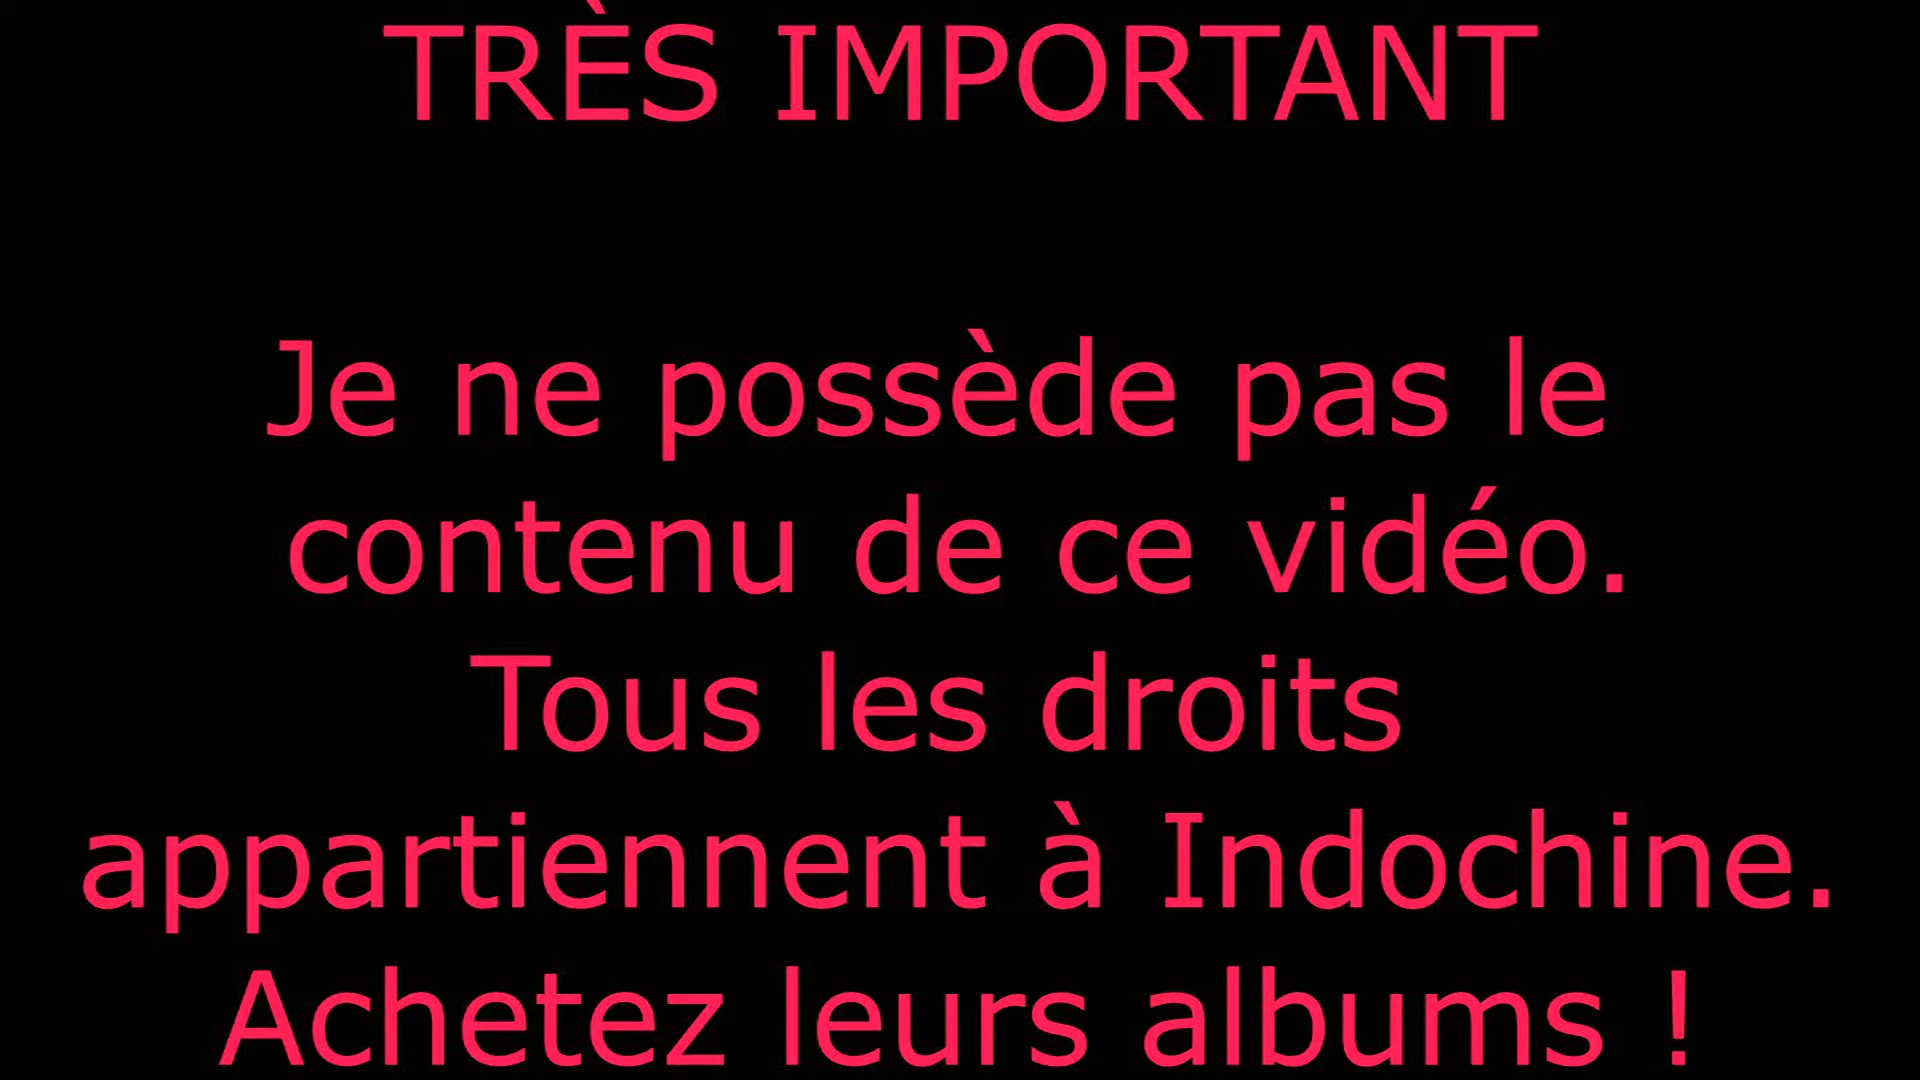 TRÈS IMPORTANT
Je ne possède pas le
contenu de ce vidéo.
Tous les droits
appartiennent à Indochine.
Achetez leurs albums !